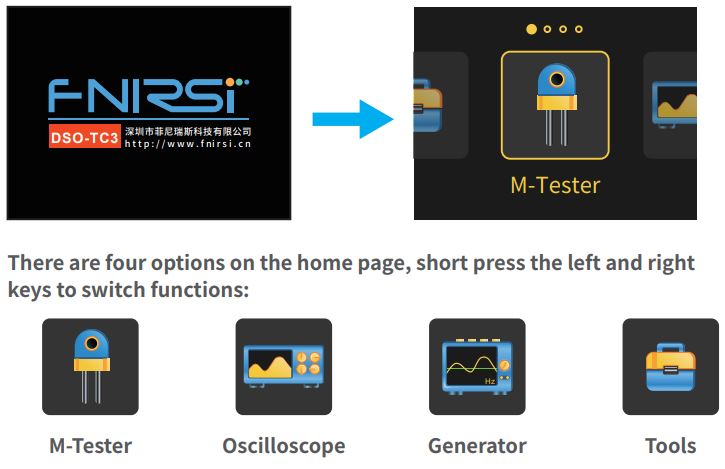 FNIRSI
DSO-TC3
深圳市菲尼瑞斯科技有限公司
http://www.fnirsi.cn
M-Tester
There are four options on the home page, short press the left and right
keys to switch functions:
Hz
M-Tester Oscilloscope Generator Tools